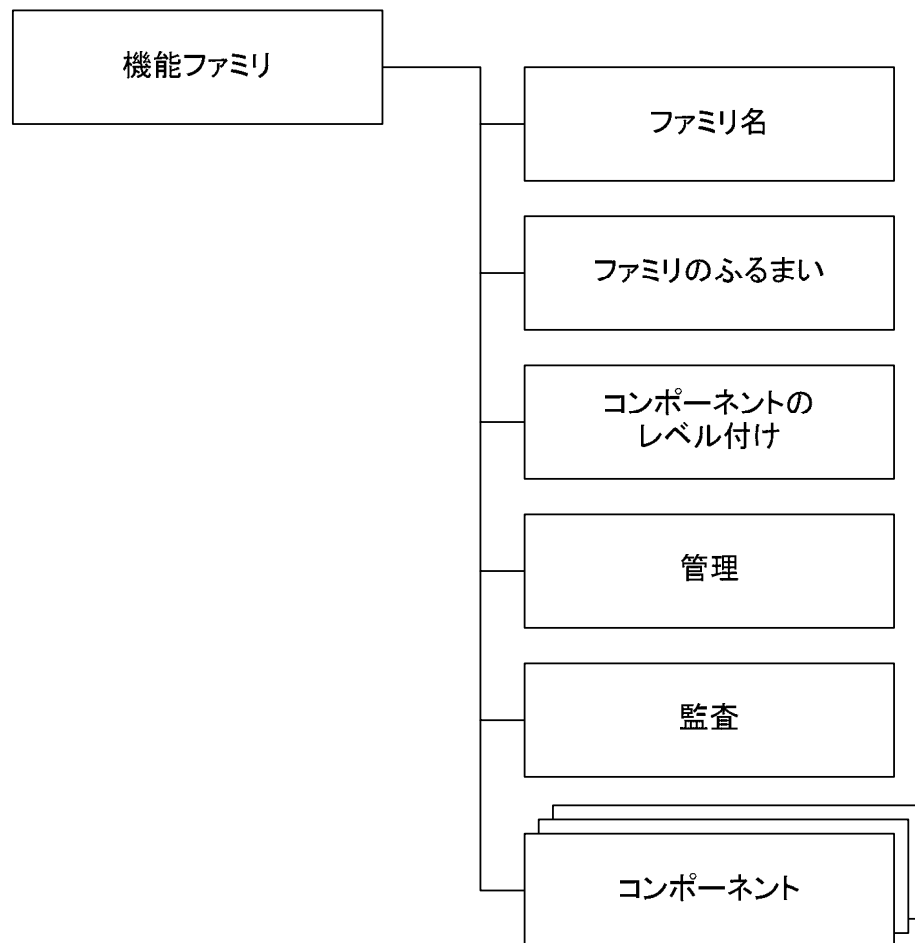 機能ファミリ
ファミリ名
ファミリのふるまい
コンポーネントの
レベル付け
管理
監査
コンポーネント